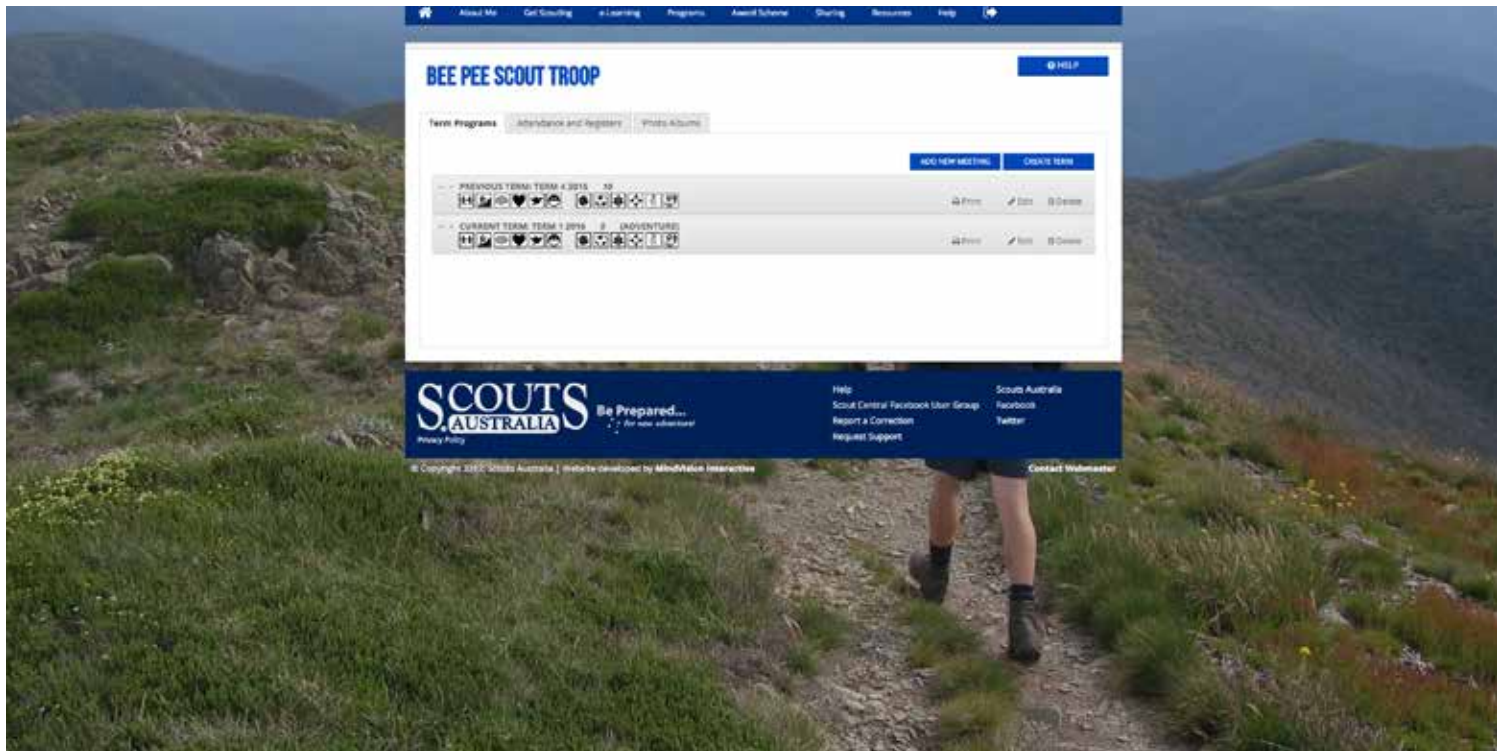 About Me Get Scouting e-Learning Programs Award Scheme Sharing Resources Help
BEE PEE SCOUT TROOP
HELP
Term Programs Attendance and Registers Photo Albums
ADD NEW MEETING CREATE TERM
PREVIOUS TERM: TERM 4 2015 10
Print Edit Delete
CURRENT TERM: TERM 1 2016 (ADVENTURE)
Print Edit Delete
SCOUTS
AUSTRALIA
Be Prepared...
for new adventure!
Privacy Policy
Help
Scout Central Facebook User Group
Report a Correction
Request Support
Scouts Australia
Facebook
Twitter
© Copyright Scouts Australia | Website developed by MindVision Interactive
Contact Webmaster